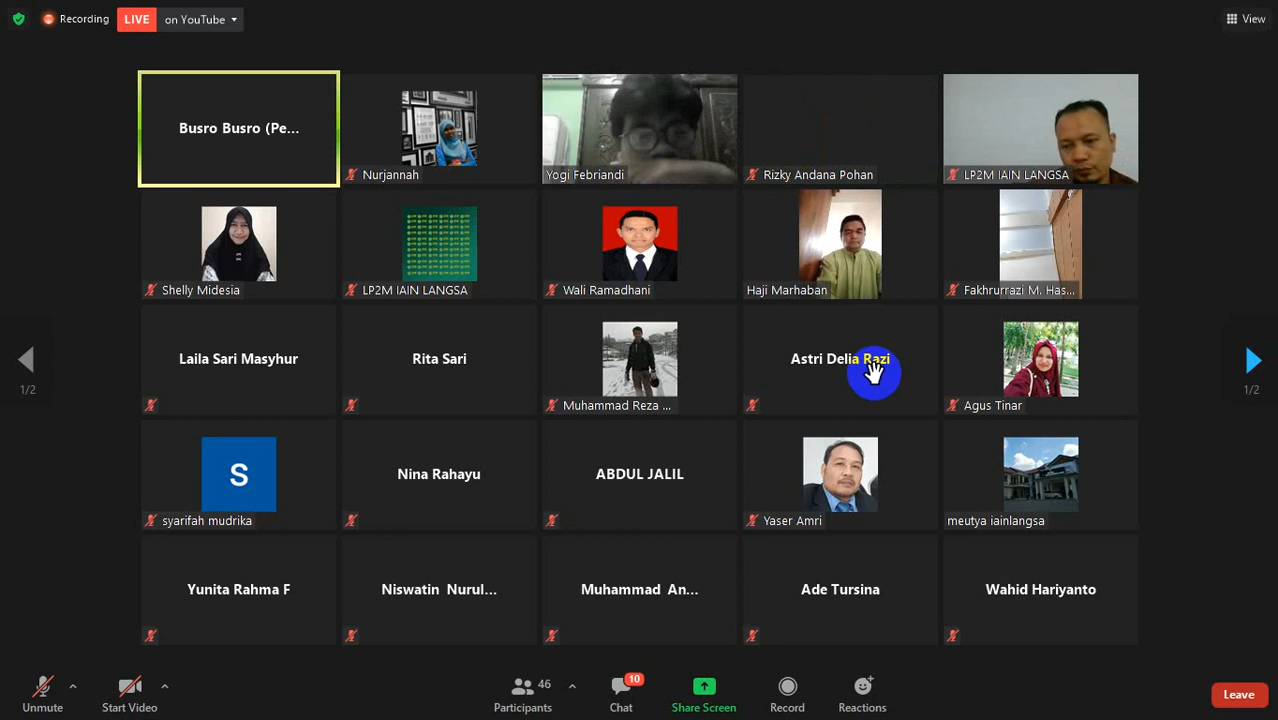 Recording
LIVE on YouTube
View
Busro Busro (Pe...
Nurjannah
Yogi Febriandi
Rizky Andana Pohan
LP2M IAIN LANGSA
Shelly Midesia
LP2M IAIN LANGSA
Wali Ramadhani
Haji Marhaban
Fakhrurrazi M. Has...
1/2
Laila Sari Masyhur
Rita Sari
Muhammad Reza ...
Astri Delia Razi
Agus Tinar
1/2
S
syarifah mudrika
Nina Rahayu
ABDUL JALIL
Yaser Amri
meutya iainlangsa
Yunita Rahma F
Niswatin Nurul...
Muhammad An...
Ade Tursina
Wahid Hariyanto
Unmute
Start Video
46
Participants
10
Chat
Share Screen
Record
Reactions
Leave